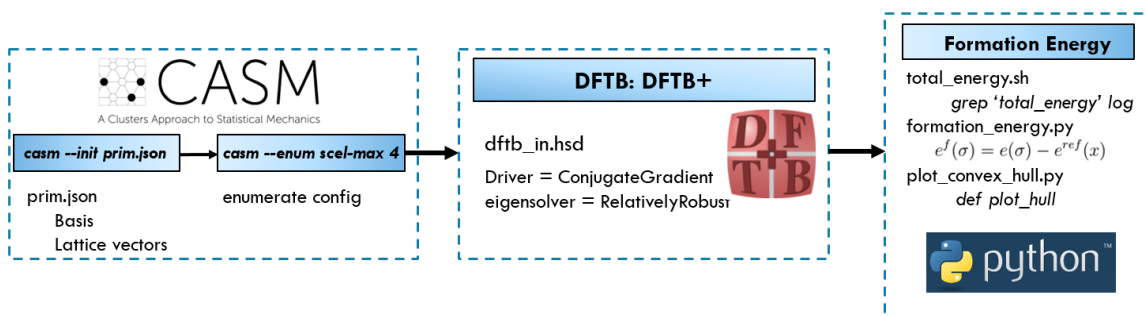 CASM
A Clusters Approach to Statistical Mechanics
casm --init prim.json
casm --enum scel-max 4
prim.json
Basis
Lattice vectors
enumerate config
DFTB: DFTB+
dftb_in.hsd
Driver = ConjugateGradient
eigensolver = RelativelyRobust
D F
T B
Formation Energy
total_energy.sh
grep ‘total_energy’ log
formation_energy.py
e^f(σ) = e(σ) − e^{ref}(x)
plot_convex_hull.py
def plot_hull
python™